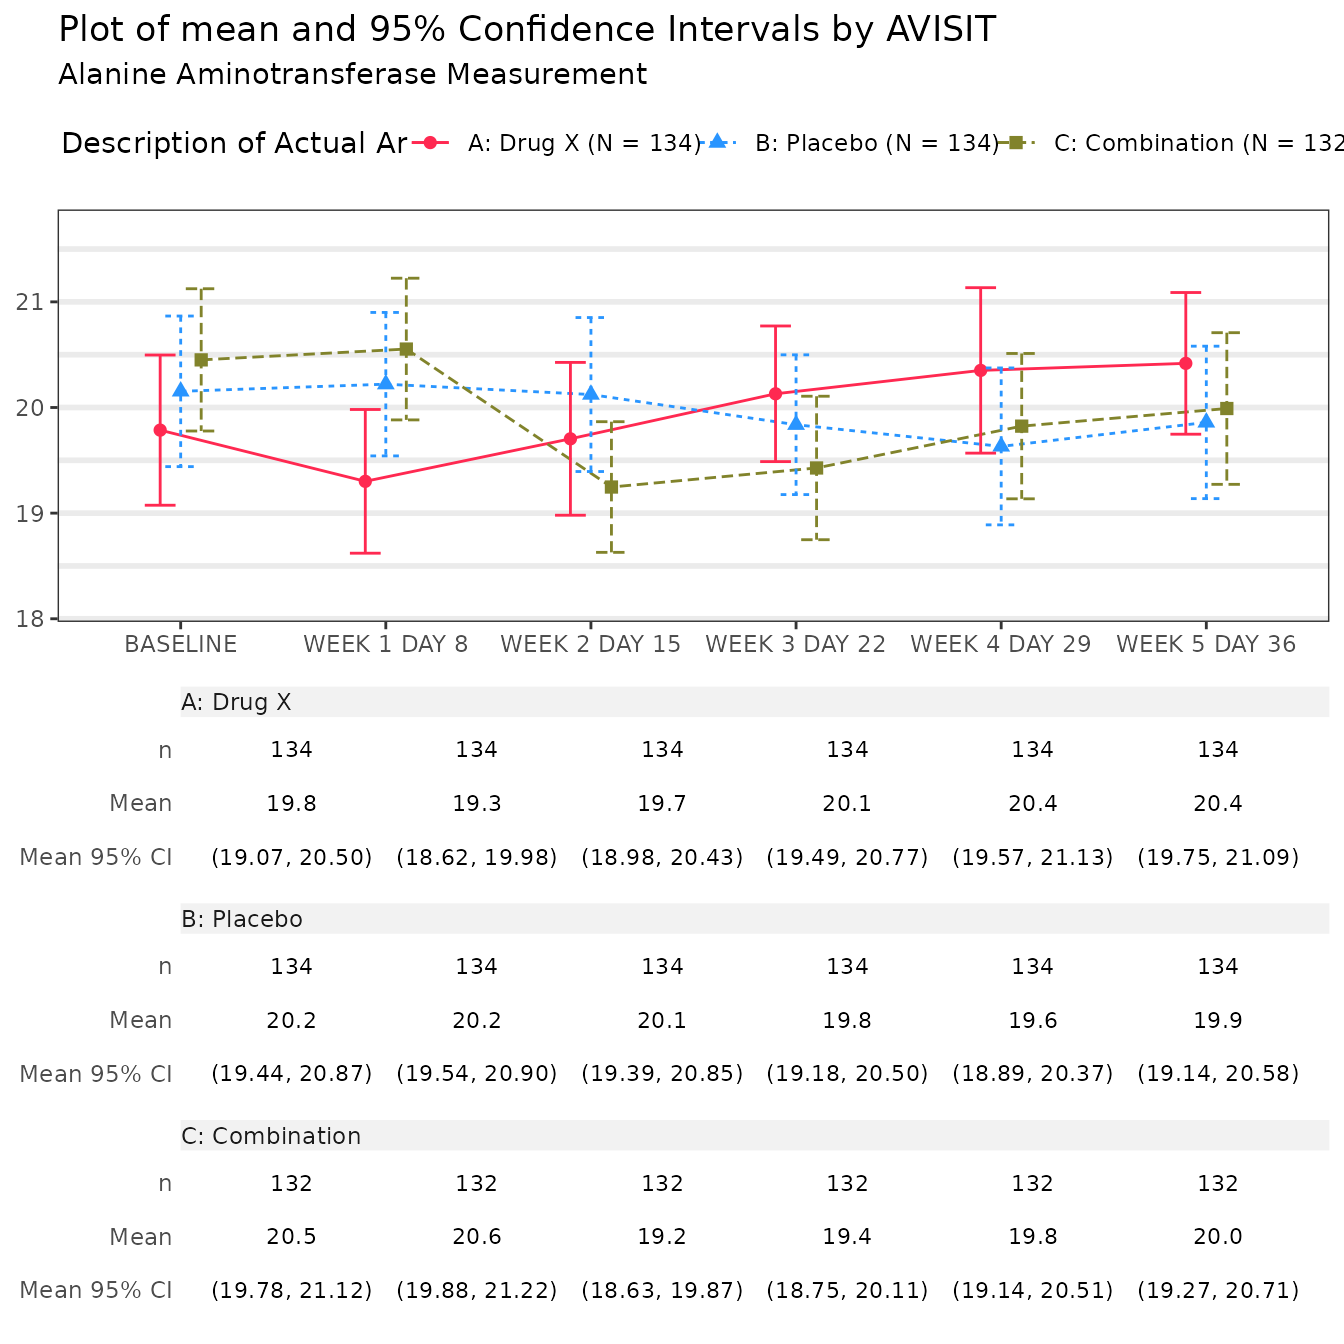 Plot of mean and 95% Confidence Intervals by AVISIT
Alanine Aminotransferase Measurement
Description of Actual Ar A: Drug X (N = 134) B: Placebo (N = 134) C: Combination (N = 132
21
20
19
18
BASELINE WEEK 1 DAY 8 WEEK 2 DAY 15 WEEK 3 DAY 22 WEEK 4 DAY 29 WEEK 5 DAY 36
A: Drug X
n 134 134 134 134 134 134
Mean 19.8 19.3 19.7 20.1 20.4 20.4
Mean 95% CI (19.07, 20.50) (18.62, 19.98) (18.98, 20.43) (19.49, 20.77) (19.57, 21.13) (19.75, 21.09)
B: Placebo
n 134 134 134 134 134 134
Mean 20.2 20.2 20.1 19.8 19.6 19.9
Mean 95% CI (19.44, 20.87) (19.54, 20.90) (19.39, 20.85) (19.18, 20.50) (18.89, 20.37) (19.14, 20.58)
C: Combination
n 132 132 132 132 132 132
Mean 20.5 20.6 19.2 19.4 19.8 20.0
Mean 95% CI (19.78, 21.12) (19.88, 21.22) (18.63, 19.87) (18.75, 20.11) (19.14, 20.51) (19.27, 20.71)